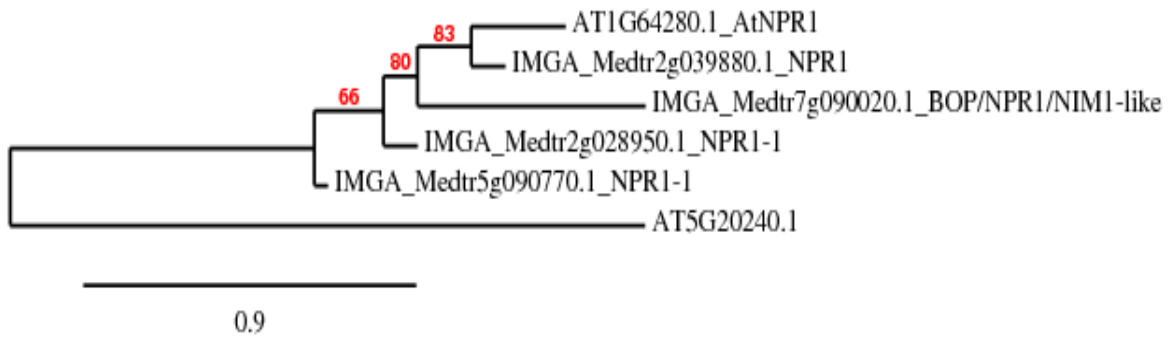 83
AT1G64280.1_AtNPR1
IMGA_Medtr2g039880.1_NPR1
80
IMGA_Medtr7g090020.1_BOP/NPR1/NIM1-like
66
IMGA_Medtr2g028950.1_NPR1-1
IMGA_Medtr5g090770.1_NPR1-1
AT5G20240.1
0.9